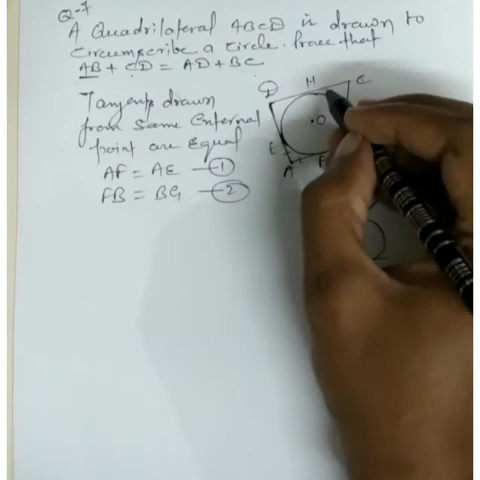 Q-7
A Quadrilateral ABCD is drawn to
Circumscribe a Circle. Prove that
AB + CD = AD + BC
Tangents drawn
from same External
point are Equal
AF = AE — 1
FB = BG — 2
D H C
O
E
A F